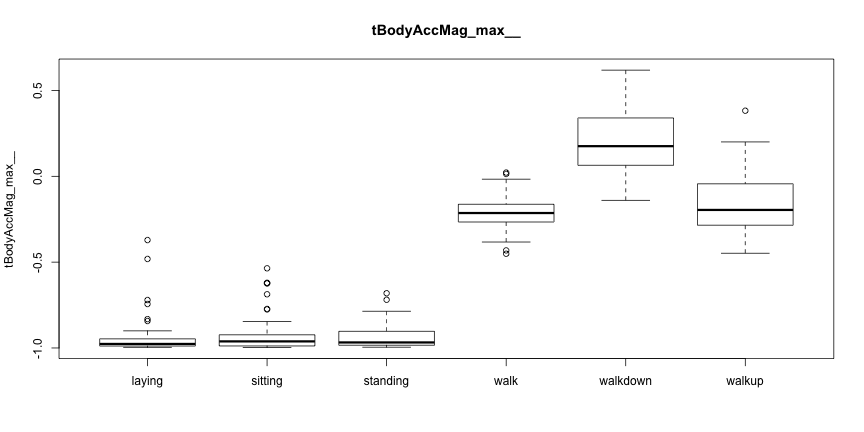 tBodyAccMag_max__
tBodyAccMag_max__
0.5
0.0
-0.5
-1.0
laying sitting standing walk walkdown walkup